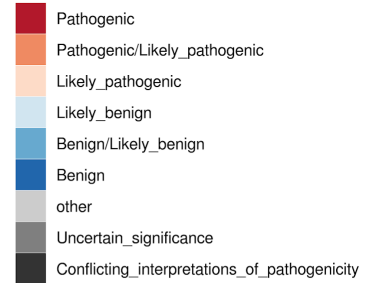 Pathogenic
Pathogenic/Likely_pathogenic
Likely_pathogenic
Likely_benign
Benign/Likely_benign
Benign
other
Uncertain_significance
Conflicting_interpretations_of_pathogenicity